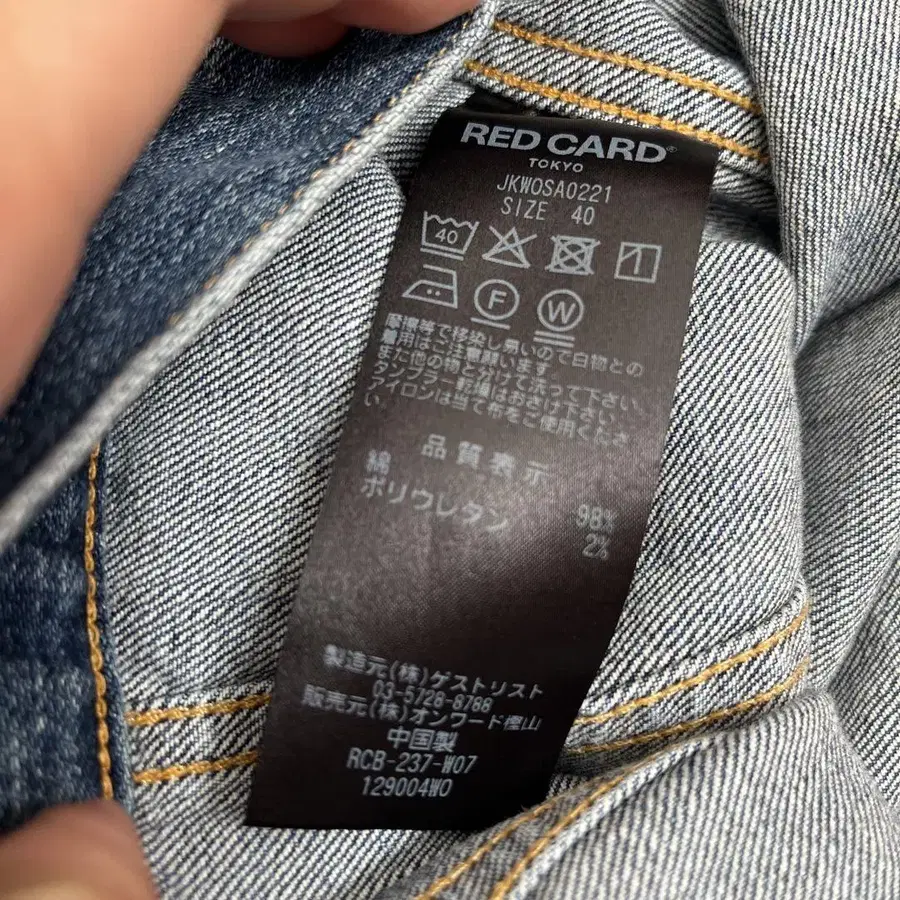 RED CARD®
TOKYO
JKWOSA0221
SIZE 40
40
F W
摩擦等で移染し易いので白物との
着用はご注意願います。
また他の物と分けて洗って下さい。
タンブラー乾燥はおさけ下さい。
アイロンは当て布をご使用くださ
い
品質表示
綿 98%
ポリウレタン 2%
製造元(株)ゲストリスト
03-5728-8788
販売元(株)オンワード樫山
中国製
RCB-237-W07
129004WO